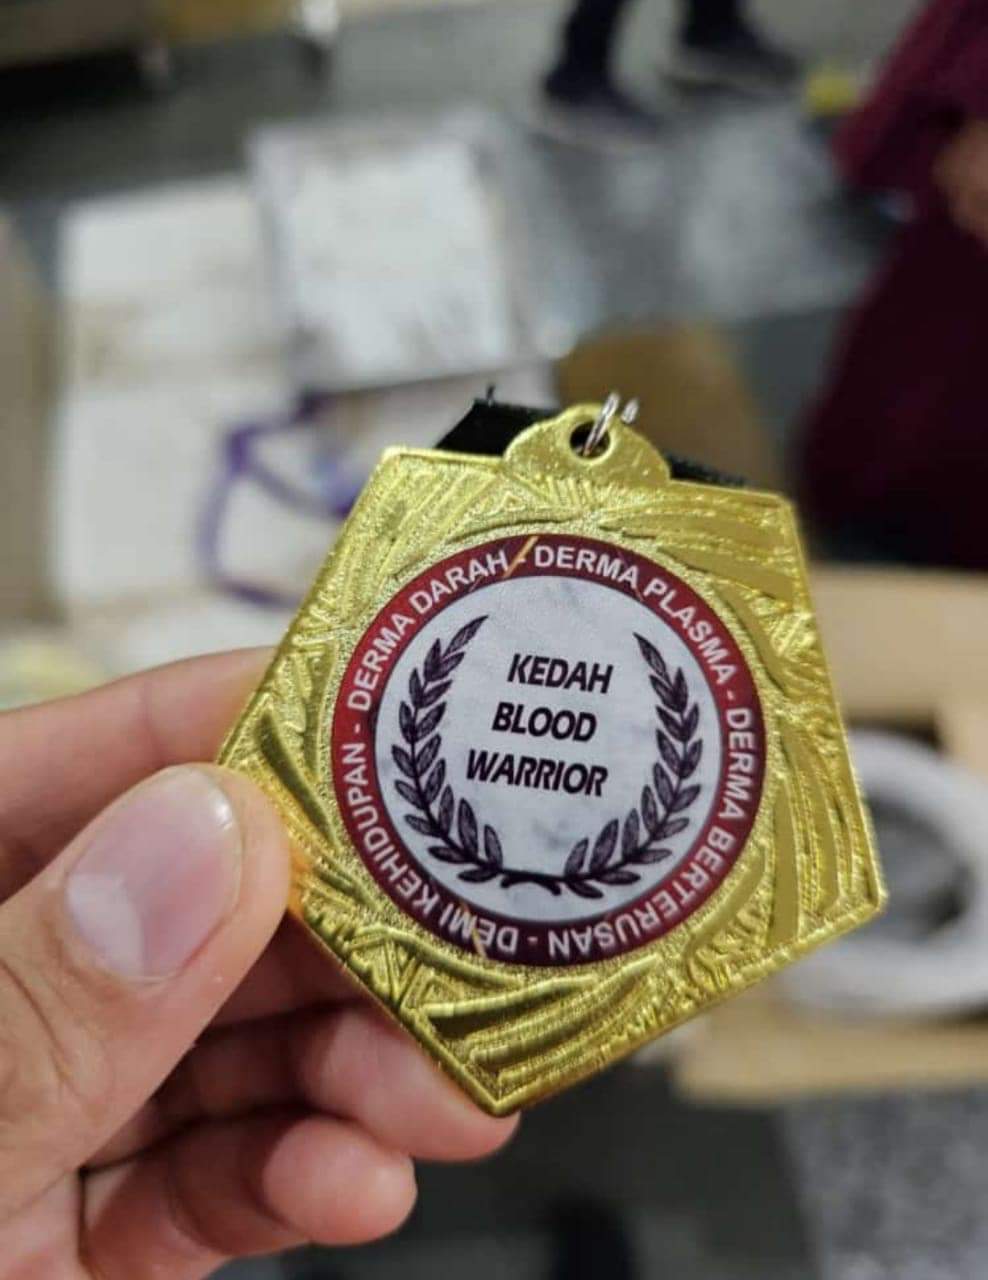 DERMA DARAH - DERMA PLASMA - DERMA BERTERUSAN - DEMI KEHIDUPAN -
KEDAH
BLOOD
WARRIOR